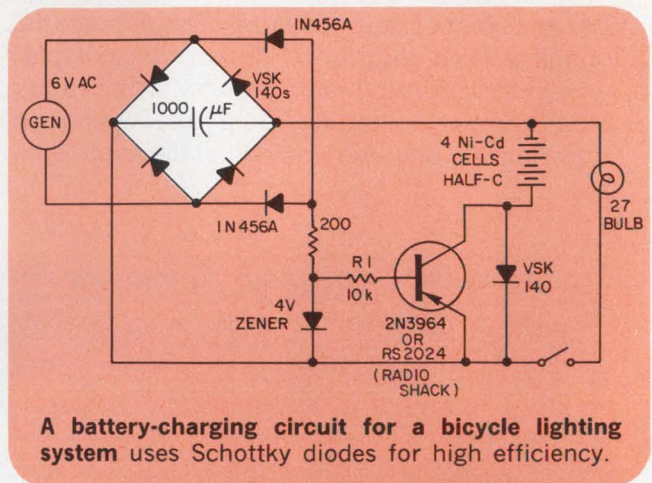 IN456A
6 V AC
VSK
140s
1000 µF
GEN
4 Ni-Cd
CELLS
HALF-C
27
BULB
IN456A
200
R I
10 k
VSK
140
4V
ZENER
2N3964
OR
RS2024
(RADIO
SHACK)
A battery-charging circuit for a bicycle lighting
system uses Schottky diodes for high efficiency.